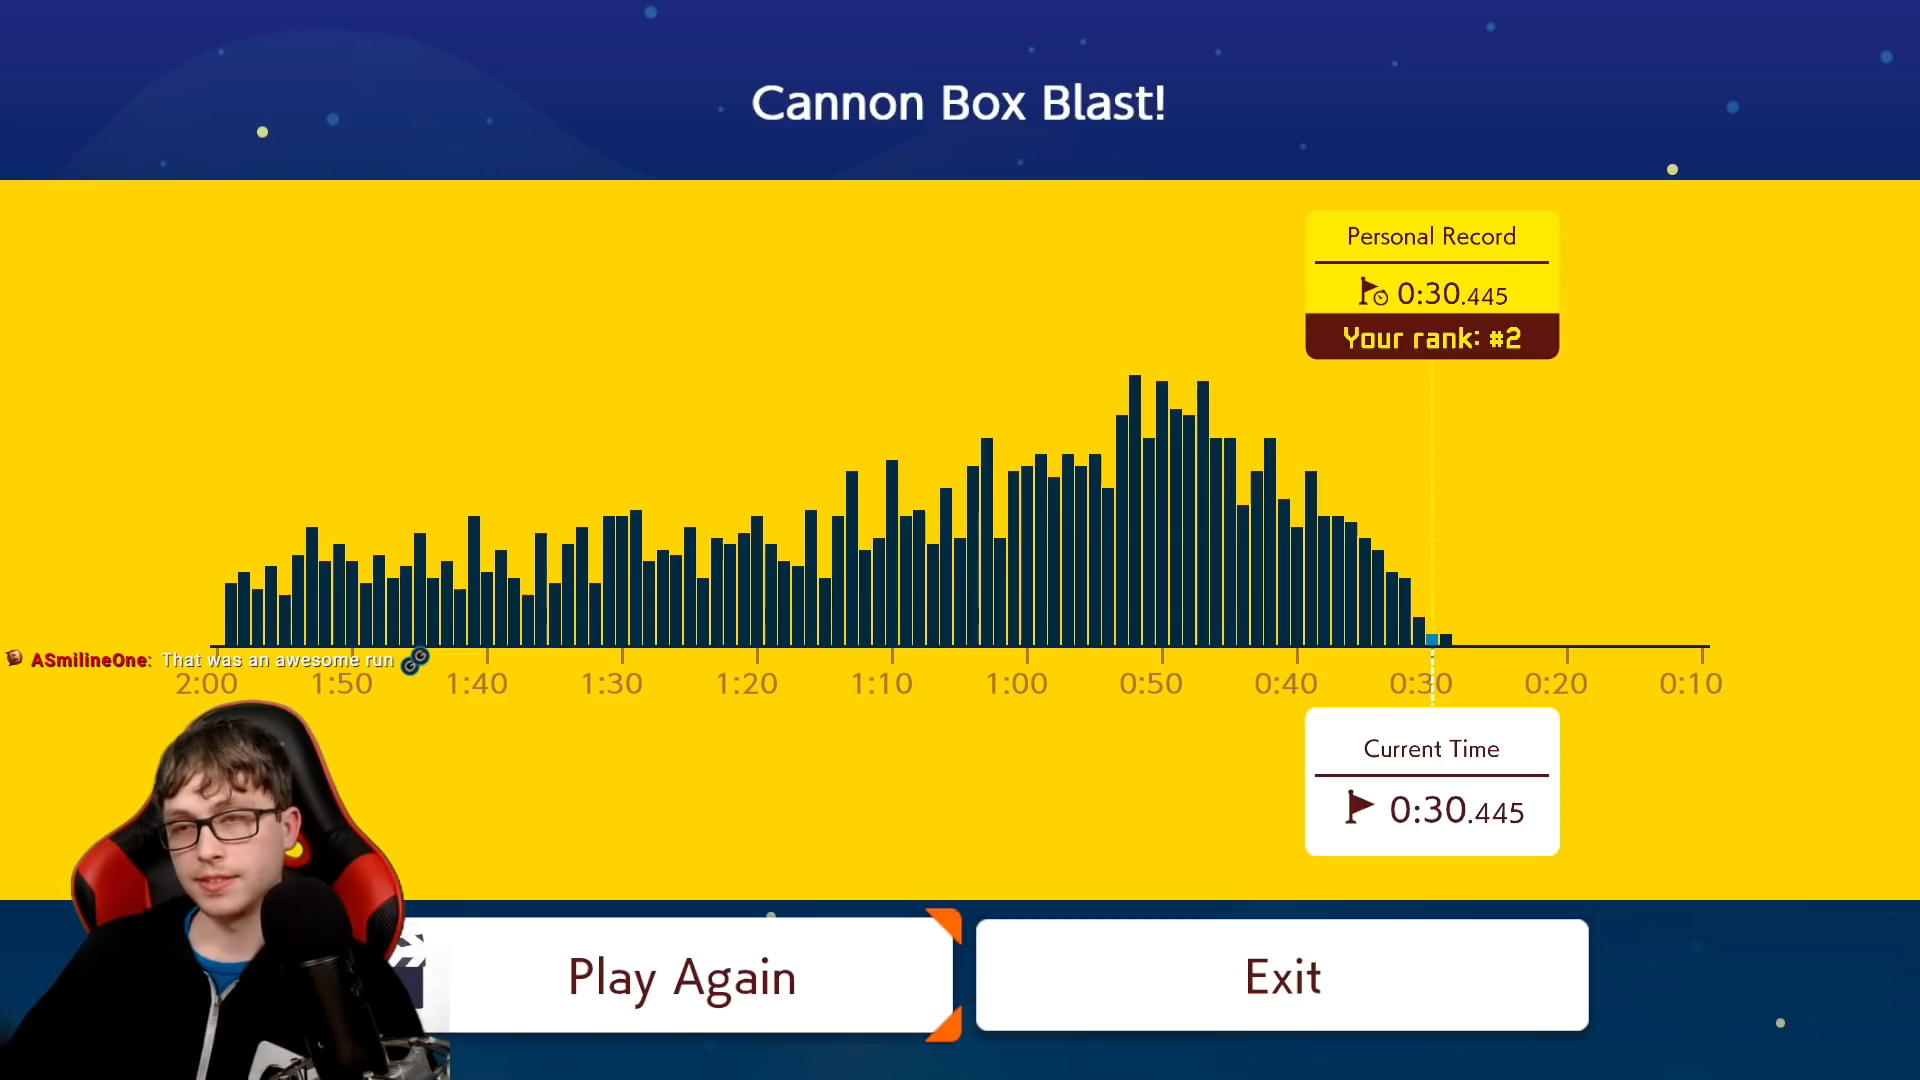 Cannon Box Blast!
Personal Record
0:30.445
Your rank: #2
ASmilineOne: That was an awesome run GG
2:00 1:50 1:40 1:30 1:20 1:10 1:00 0:50 0:40 0:30 0:20 0:10
Current Time
0:30.445
Play Again
Exit